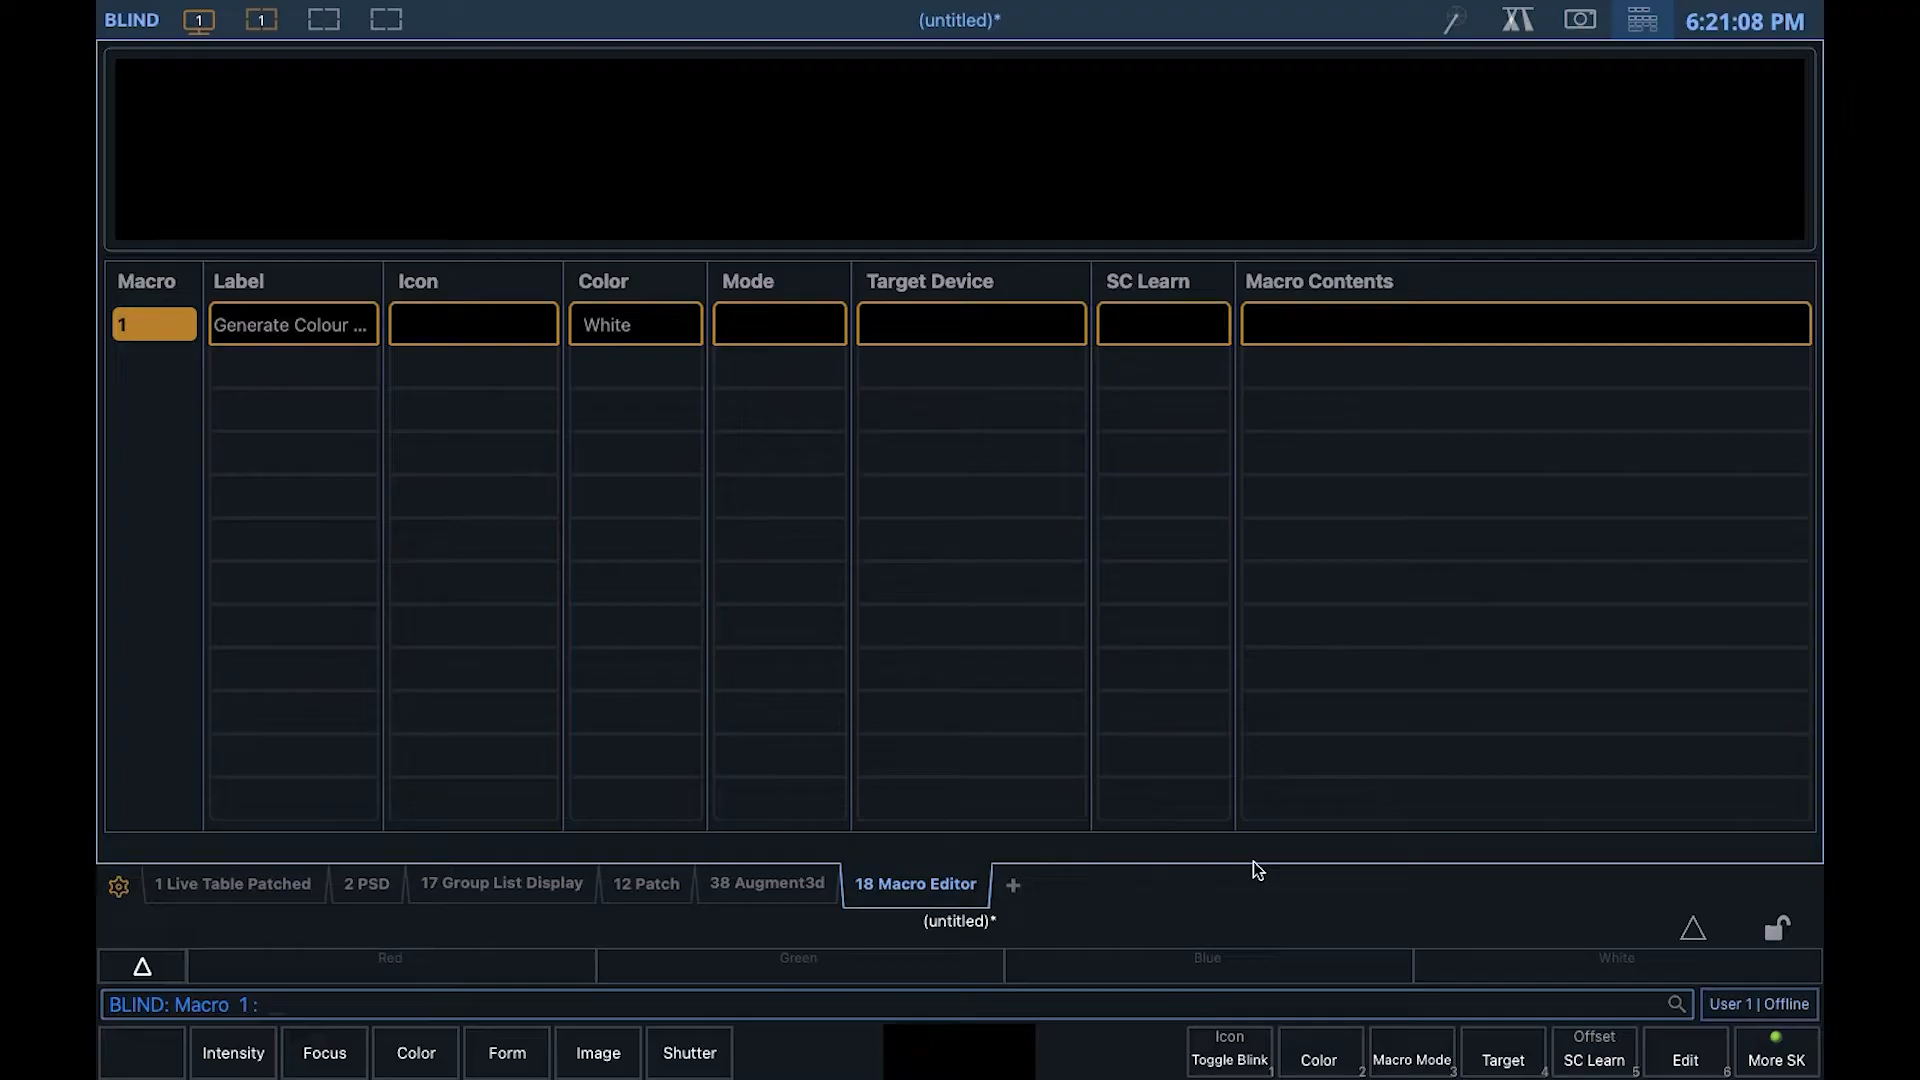 BLIND 1 1 (untitled)* 6:21:08 PM
Macro Label Icon Color Mode Target Device SC Learn Macro Contents
1 Generate Colour ... White
1 Live Table Patched 2 PSD 17 Group List Display 12 Patch 38 Augment3d 18 Macro Editor +
(untitled)*
Red Green Blue White
BLIND: Macro 1 : _ User 1 | Offline
Intensity Focus Color Form Image Shutter
Icon Toggle Blink 1 Color 2 Macro Mode 3 Target 4 Offset SC Learn 5 Edit 6 More SK